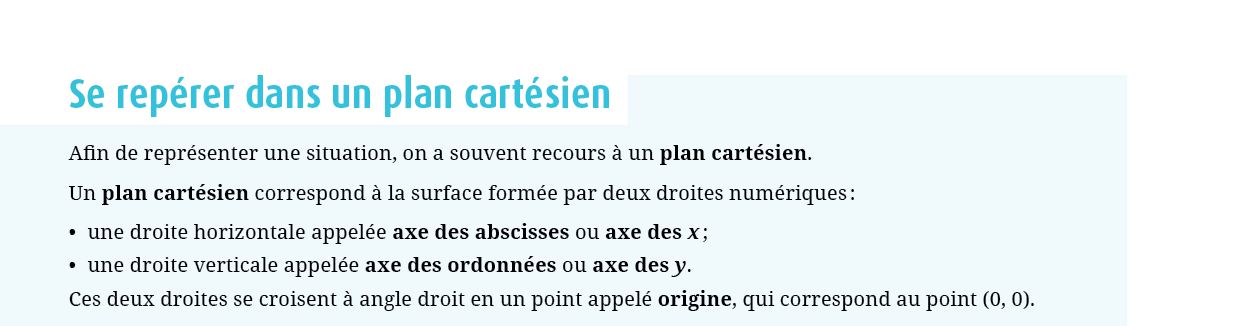 Se repérer dans un plan cartésien
Afin de représenter une situation, on a souvent recours à un plan cartésien.
Un plan cartésien correspond à la surface formée par deux droites numériques :
• une droite horizontale appelée axe des abscisses ou axe des x ;
• une droite verticale appelée axe des ordonnées ou axe des y.
Ces deux droites se croisent à angle droit en un point appelé origine, qui correspond au point (0, 0).